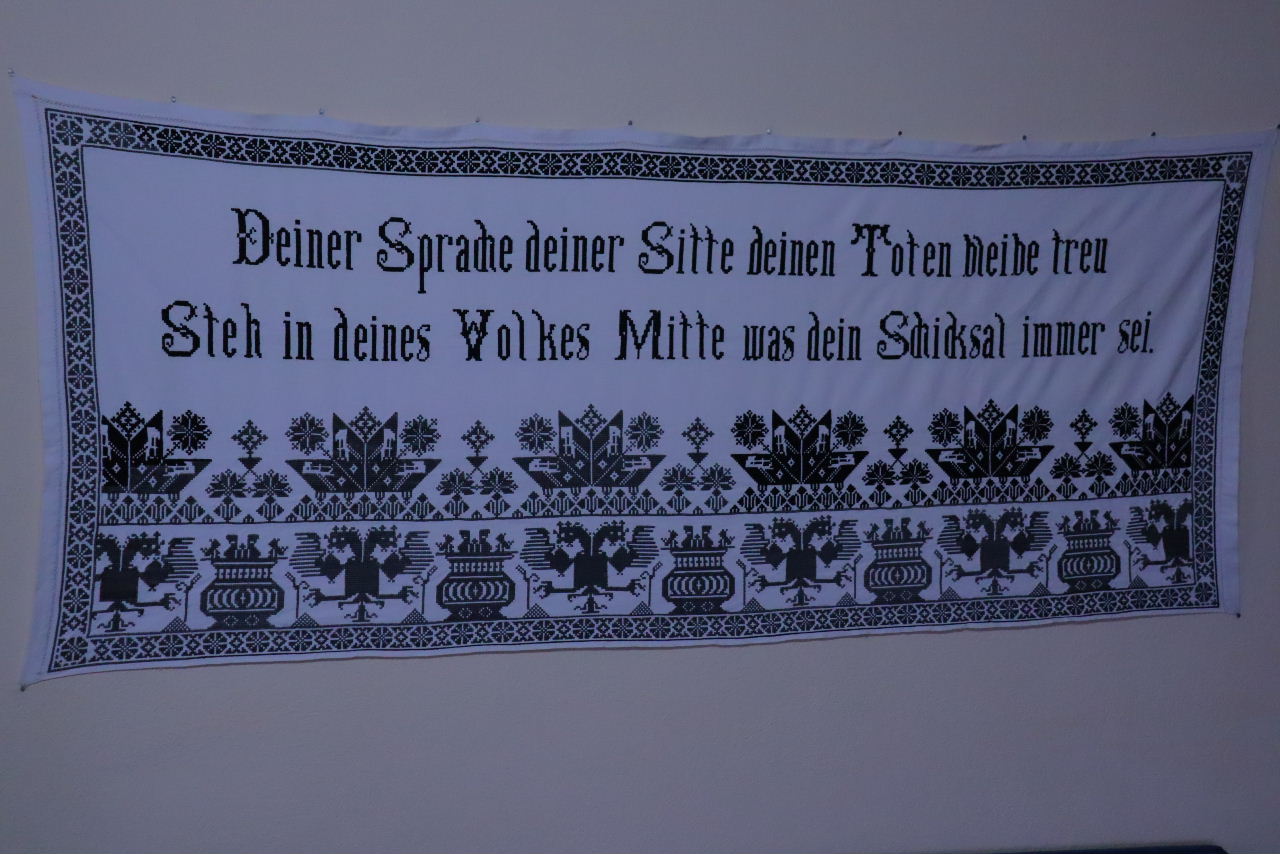 Deiner Sprache deiner Sitte deinen Toten bleibe treu
Steh in deines Volkes Mitte was dein Schicksal immer sei.